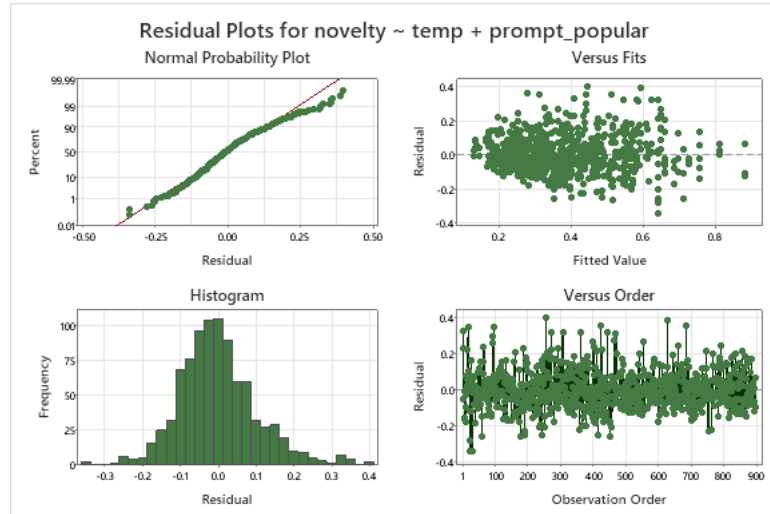 Residual Plots for novelty ~ temp + prompt_popular
Normal Probability Plot
99.99
99
90
50
10
1
0.01
Percent
-0.50 -0.25 0.00 0.25 0.50
Residual
Versus Fits
0.4
0.2
0.0
-0.2
-0.4
Residual
0.2 0.4 0.6 0.8
Fitted Value
Histogram
100
75
50
25
0
Frequency
-0.3 -0.2 -0.1 0.0 0.1 0.2 0.3 0.4
Residual
Versus Order
0.4
0.2
0.0
-0.2
-0.4
Residual
1 100 200 300 400 500 600 700 800 900
Observation Order